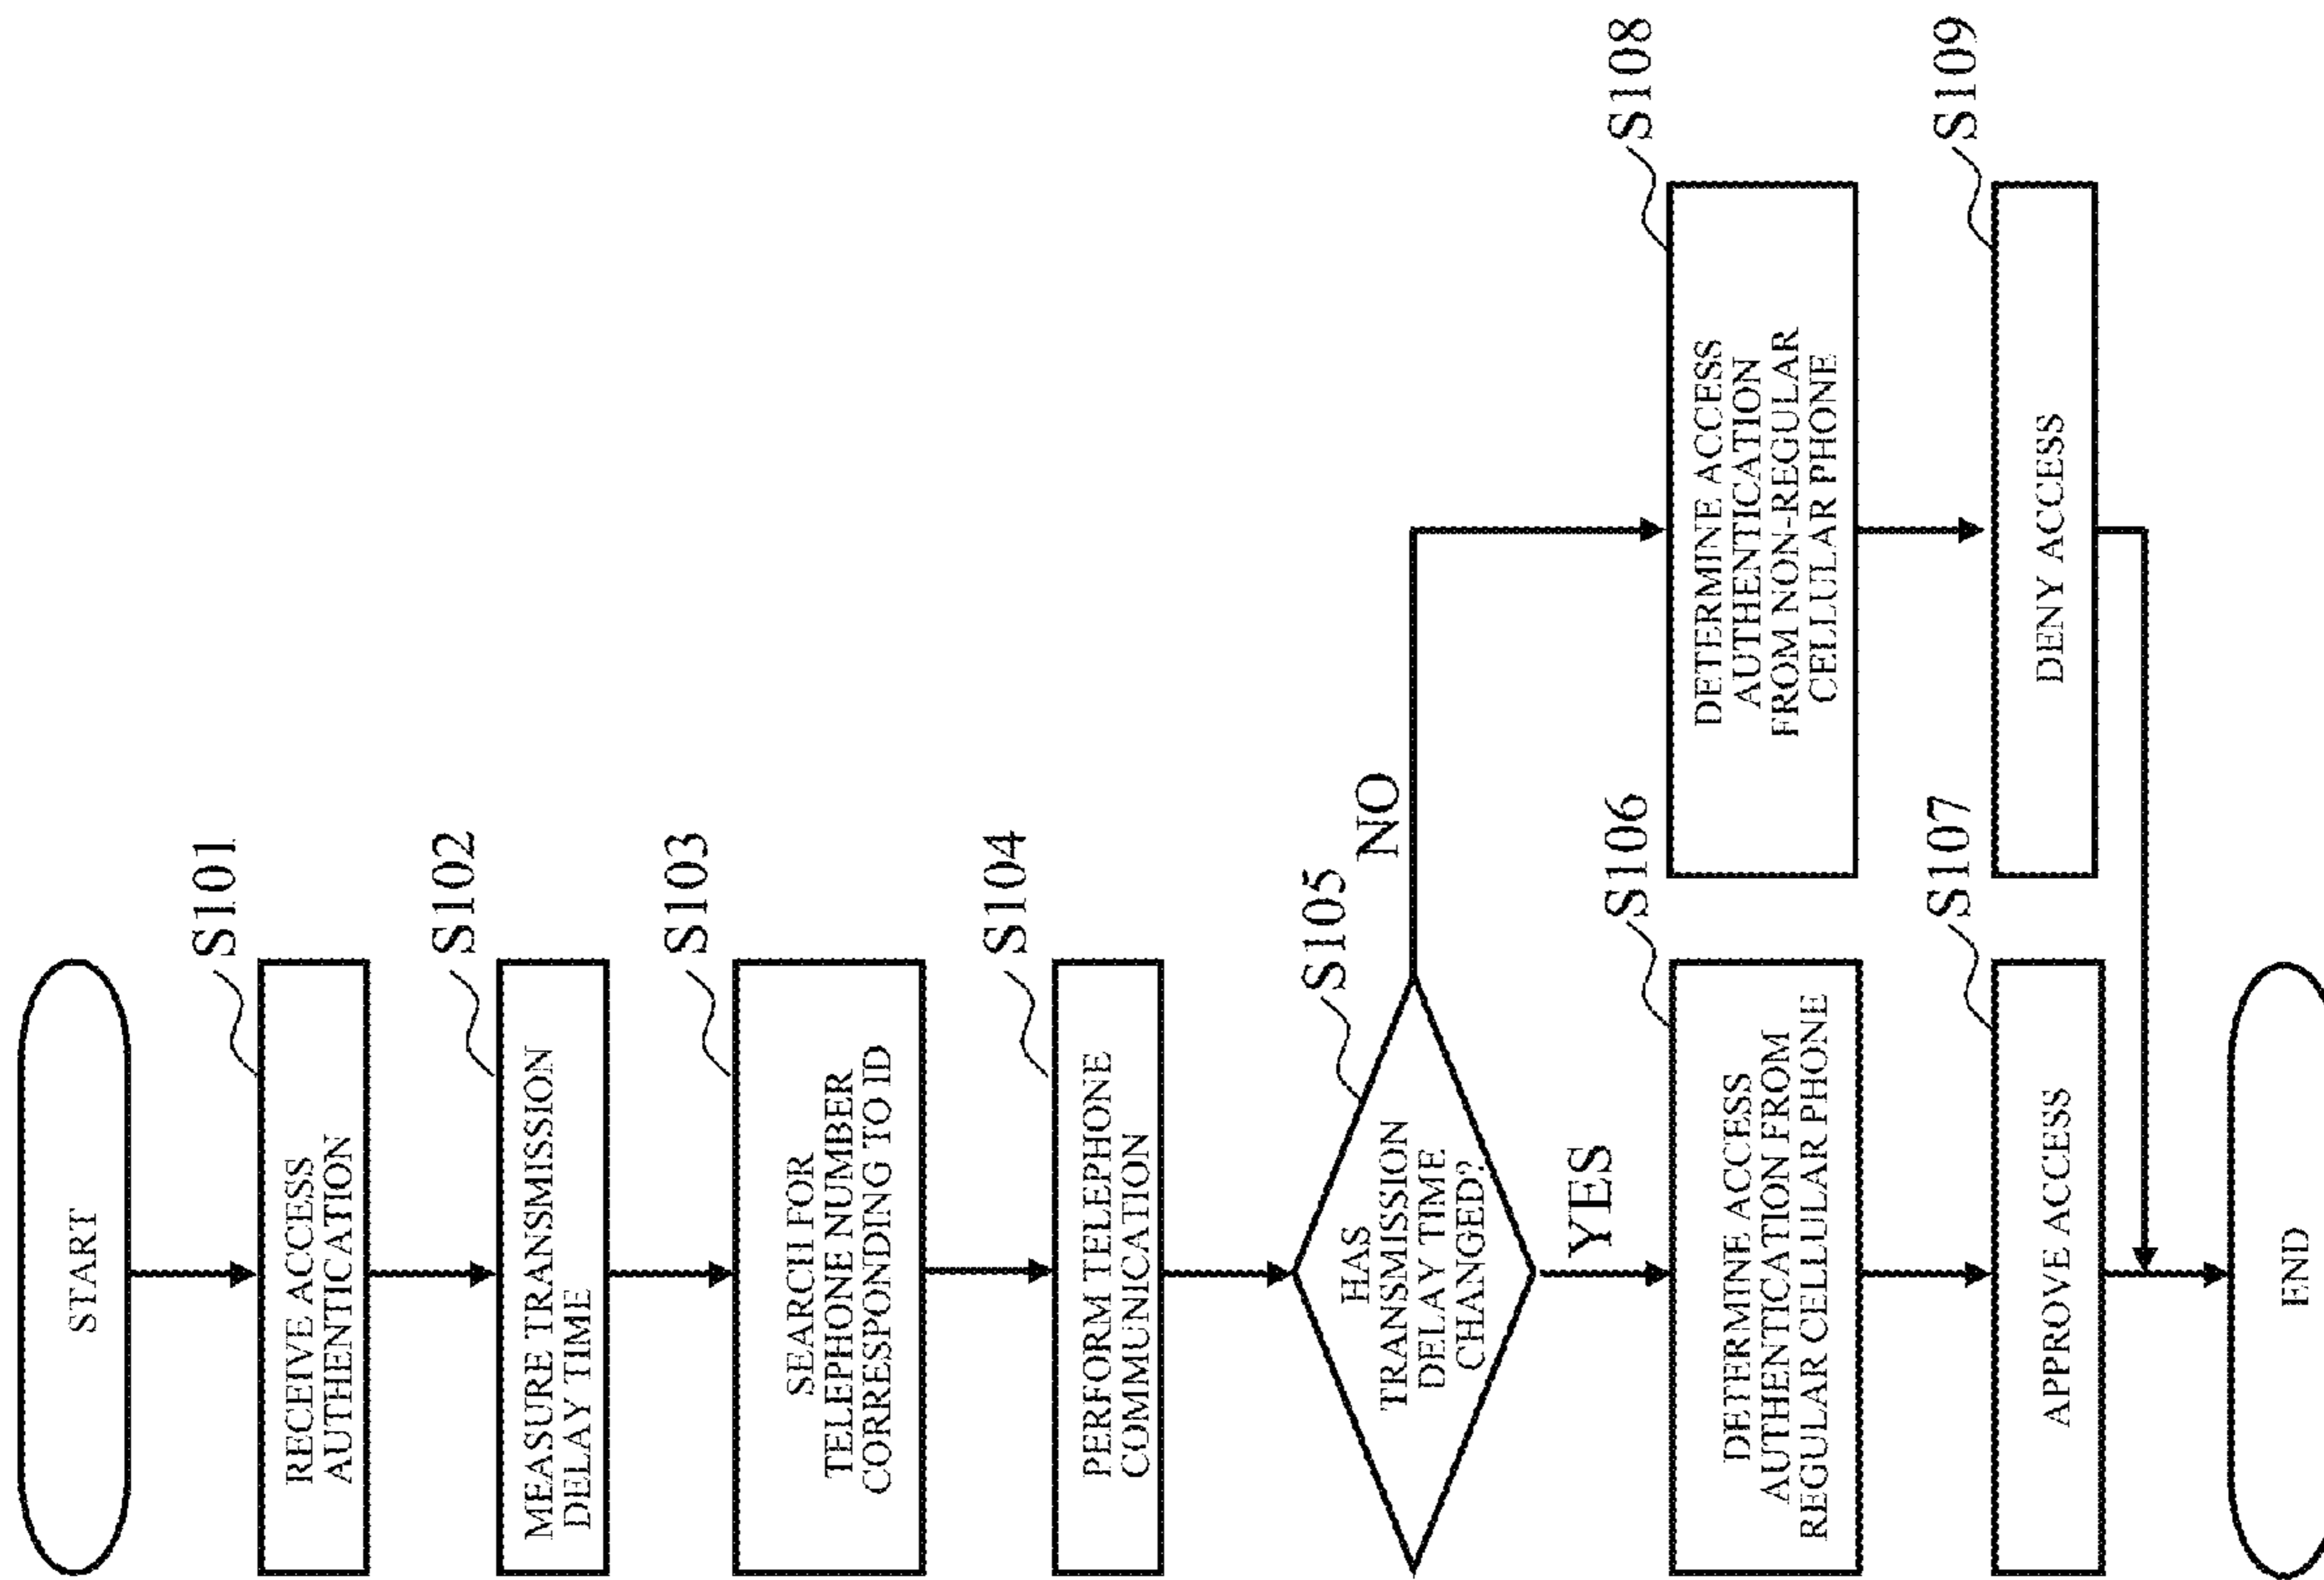 START
S101
RECEIVE ACCESS
AUTHENTICATION
S102
MEASURE TRANSMISSION
DELAY TIME
S103
SEARCH FOR
TELEPHONE NUMBER
CORRESPONDING TO ID
S104
PERFORM TELEPHONE
COMMUNICATION
S105
HAS
TRANSMISSION
DELAY TIME
CHANGED?
NO
YES
S106
DETERMINE ACCESS
AUTHENTICATION FROM
REGULAR CELLULAR PHONE
S108
DETERMINE ACCESS
AUTHENTICATION
FROM NON-REGULAR
CELLULAR PHONE
S107
APPROVE ACCESS
S109
DENY ACCESS
END